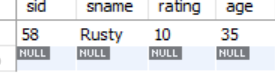 sid sname rating age
58 Rusty 10 35
NULL NULL NULL NULL